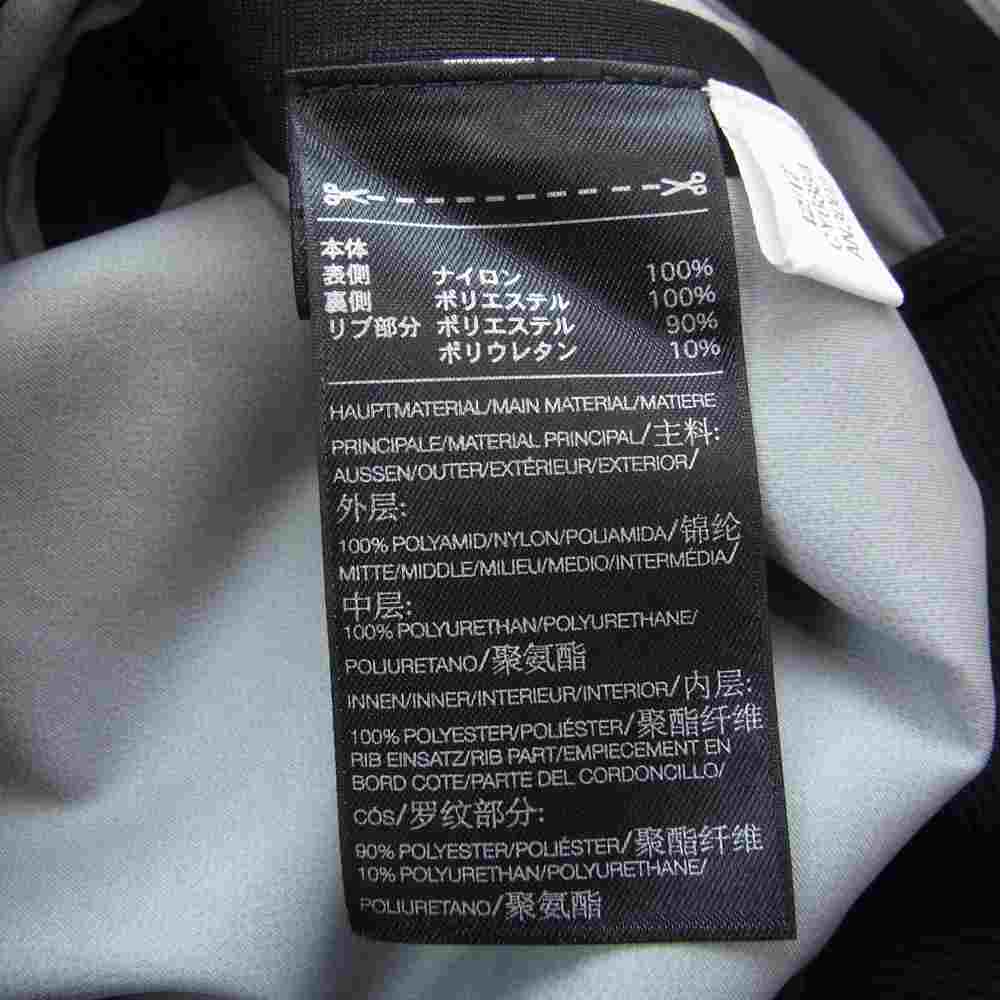 本体
表側 ナイロン 100%
裏側 ポリエステル 100%
リブ部分 ポリエステル 90%
ポリウレタン 10%
HAUPTMATERIAL/MAIN MATERIAL/MATIERE
PRINCIPALE/MATERIAL PRINCIPAL/主料:
AUSSEN/OUTER/EXTÉRIEUR/EXTERIOR/
外层:
100% POLYAMID/NYLON/POLIAMIDA/锦纶
MITTE/MIDDLE/MILIEU/MEDIO/INTERMÉDIA/
中层:
100% POLYURETHAN/POLYURETHANE/
POLIURETANO/聚氨酯
INNEN/INNER/INTERIEUR/INTERIOR/内层:
100% POLYESTER/POLIÉSTER/聚酯纤维
RIB EINSATZ/RIB PART/EMPIECEMENT EN
BORD COTE/PARTE DEL CORDONCILLO/
CÓS/罗纹部分:
90% POLYESTER/POLIÉSTER/聚酯纤维
10% POLYURETHAN/POLYURETHANE/
POLIURETANO/聚氨酯